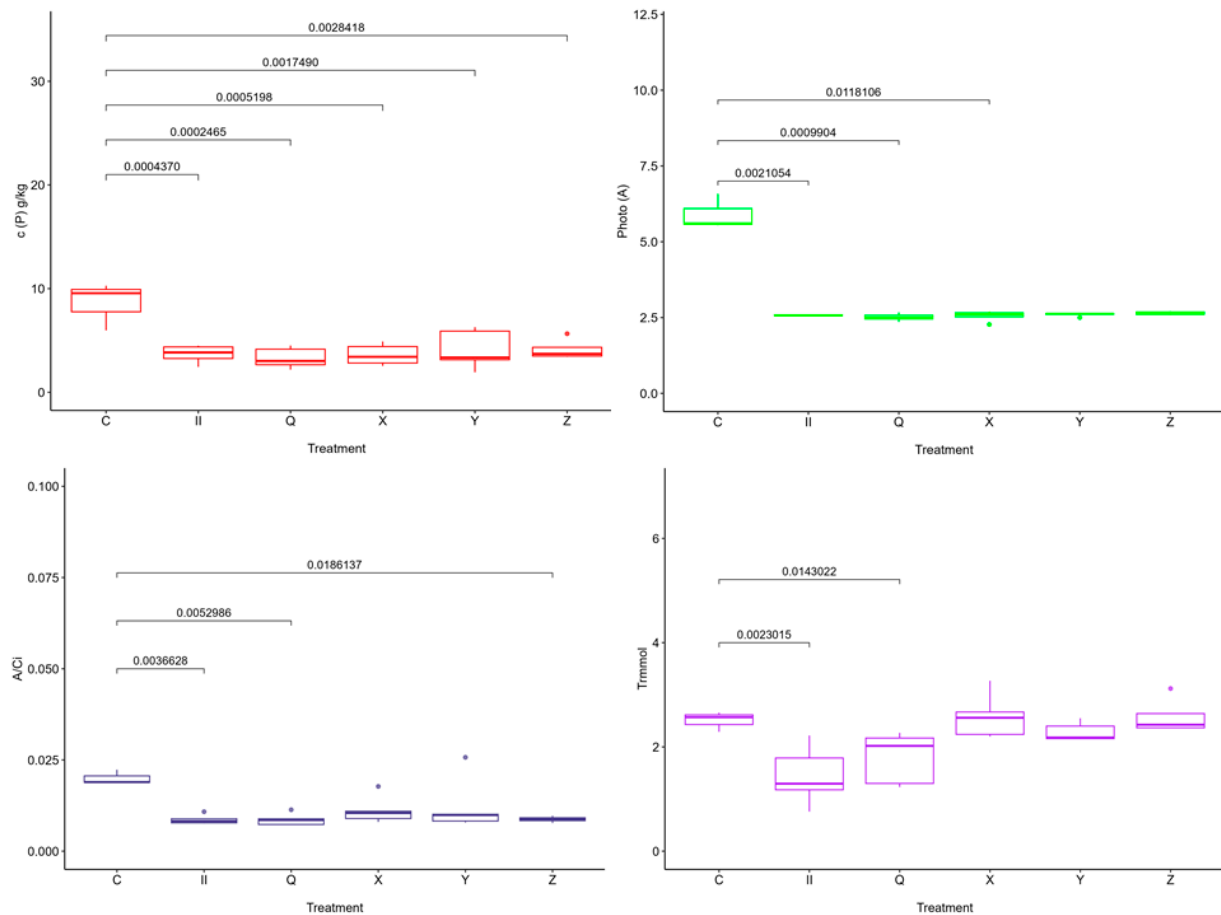 c (P) g/kg
30
20
10
0
0.0028418
0.0017490
0.0005198
0.0002465
0.0004370
C II Q X Y Z
Treatment
Photo (A)
12.5
10.0
7.5
5.0
2.5
0.0
0.0118106
0.0009904
0.0021054
C II Q X Y Z
Treatment
A/Ci
0.100
0.075
0.050
0.025
0.000
0.0186137
0.0052986
0.0036628
C II Q X Y Z
Treatment
Trmmol
6
4
2
0
0.0143022
0.0023015
C II Q X Y Z
Treatment